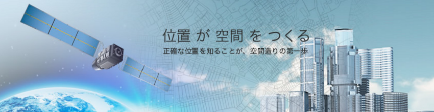 位置 が 空間 を つくる
正確な位置を知ることが、空間造りの第一歩